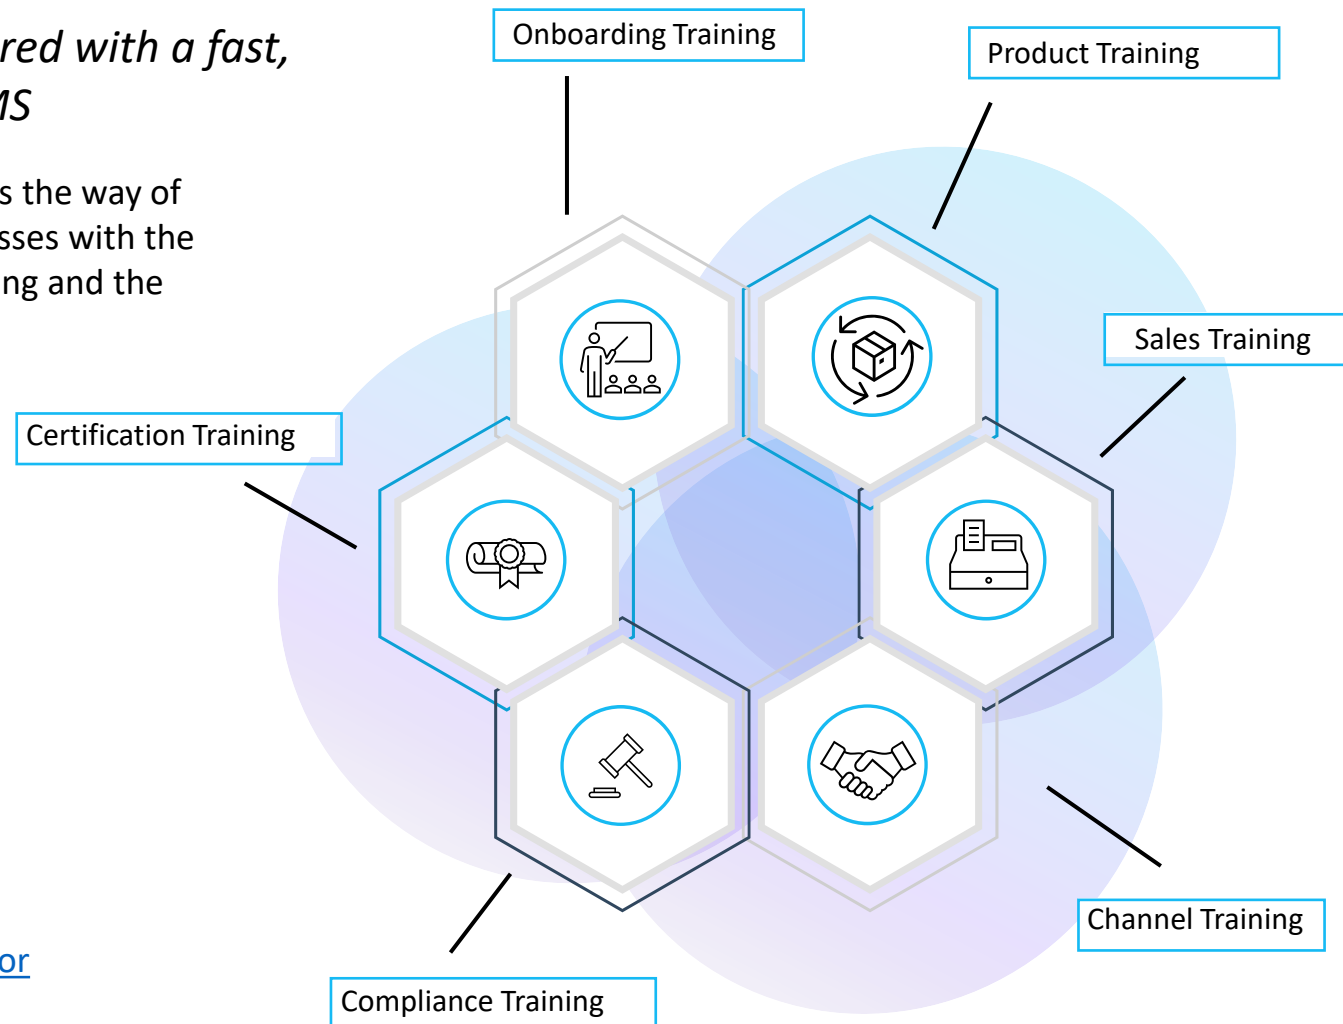 red with a fast,
MS
s the way of
sses with the
ng and the
Onboarding Training
Product Training
Sales Training
Certification Training
Channel Training
or
Compliance Training